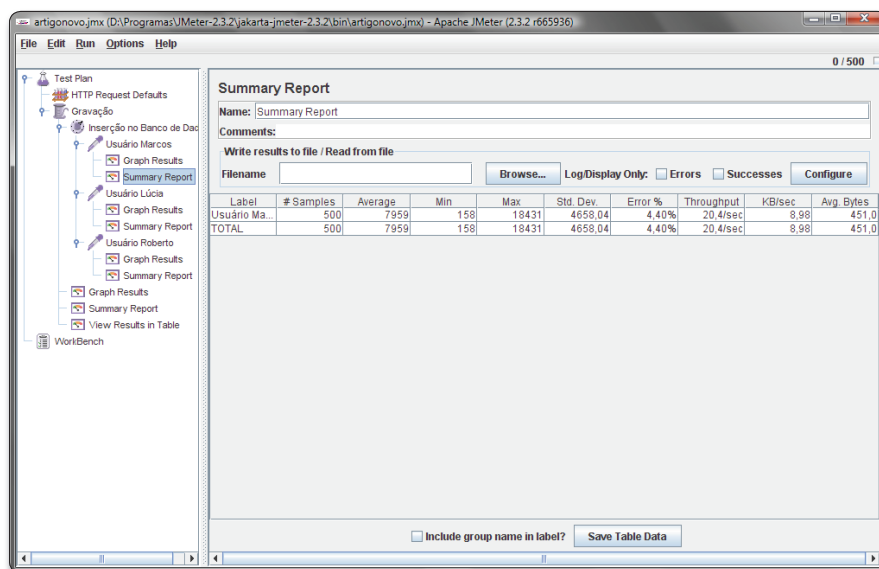 artigonovo.jmx (D:\Programas\JMeter-2.3.2\jakarta-jmeter-2.3.2\bin\artigonovo.jmx) - Apache JMeter (2.3.2 r665936)
File Edit Run Options Help
0 / 500
Test Plan
HTTP Request Defaults
Gravação
Inserção no Banco de Dad
Usuário Marcos
Graph Results
Summary Report
Usuário Lúcia
Graph Results
Summary Report
Usuário Roberto
Graph Results
Summary Report
Graph Results
Summary Report
View Results in Table
WorkBench
Summary Report
Name: Summary Report
Comments:
Write results to file / Read from file
Filename Browse... Log/Display Only: Errors Successes Configure
Label # Samples Average Min Max Std. Dev. Error % Throughput KB/sec Avg. Bytes
Usuário Ma... 500 7959 158 18431 4658,04 4,40% 20,4/sec 8,98 451,0
TOTAL 500 7959 158 18431 4658,04 4,40% 20,4/sec 8,98 451,0
Include group name in label? Save Table Data